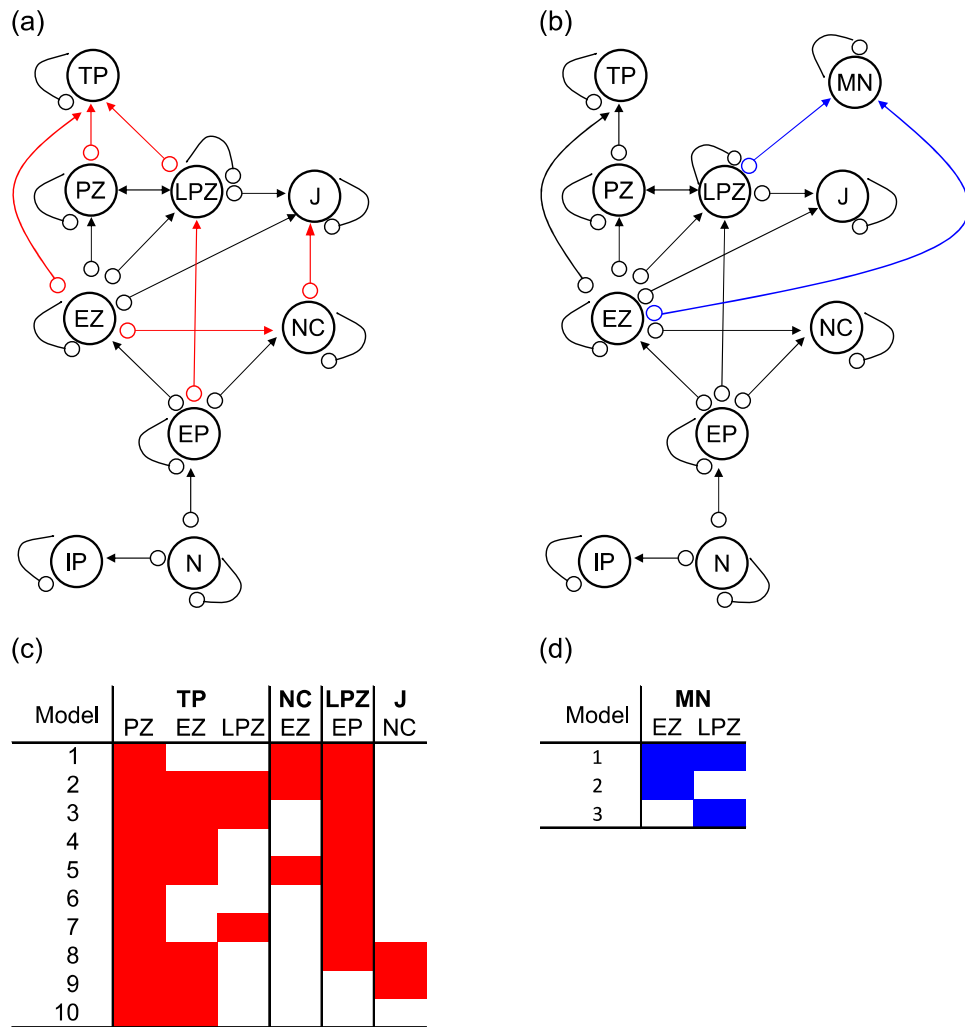 (a)
TP
PZ
LPZ
J
EZ
NC
EP
IP
N
(b)
TP
MN
PZ
LPZ
J
EZ
NC
EP
IP
N
(c)
Model TP NC LPZ J
PZ EZ LPZ EZ EP NC
1
2
3
4
5
6
7
8
9
10
(d)
Model MN
EZ LPZ
1
2
3